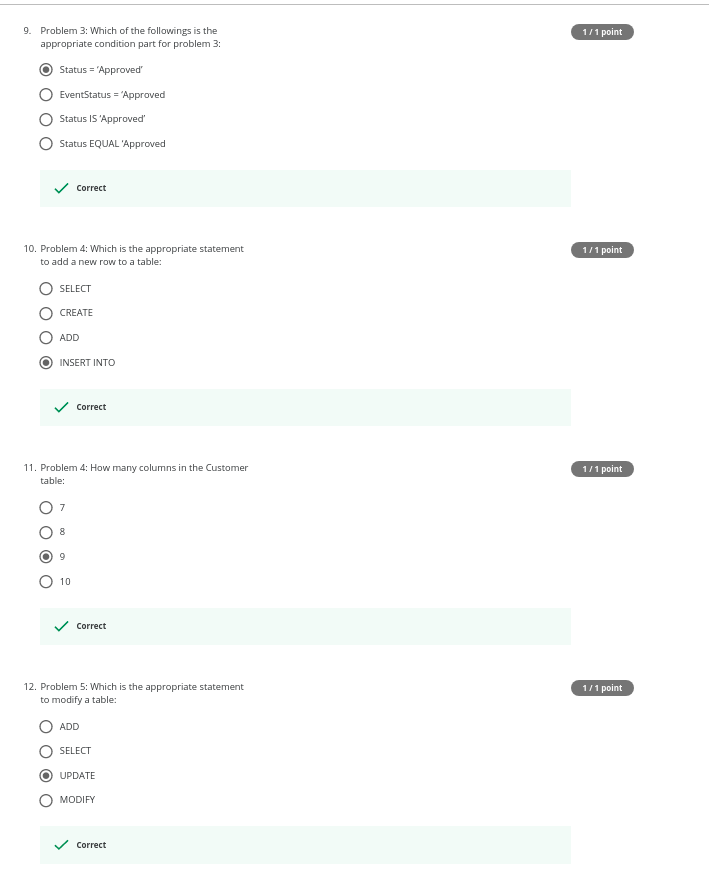 9. Problem 3: Which of the followings is the
appropriate condition part for problem 3:
1 / 1 point
Status = ‘Approved’
EventStatus = ‘Approved
Status IS ‘Approved’
Status EQUAL ‘Approved
Correct
10. Problem 4: Which is the appropriate statement
to add a new row to a table:
1 / 1 point
SELECT
CREATE
ADD
INSERT INTO
Correct
11. Problem 4: How many columns in the Customer
table:
1 / 1 point
7
8
9
10
Correct
12. Problem 5: Which is the appropriate statement
to modify a table:
1 / 1 point
ADD
SELECT
UPDATE
MODIFY
Correct